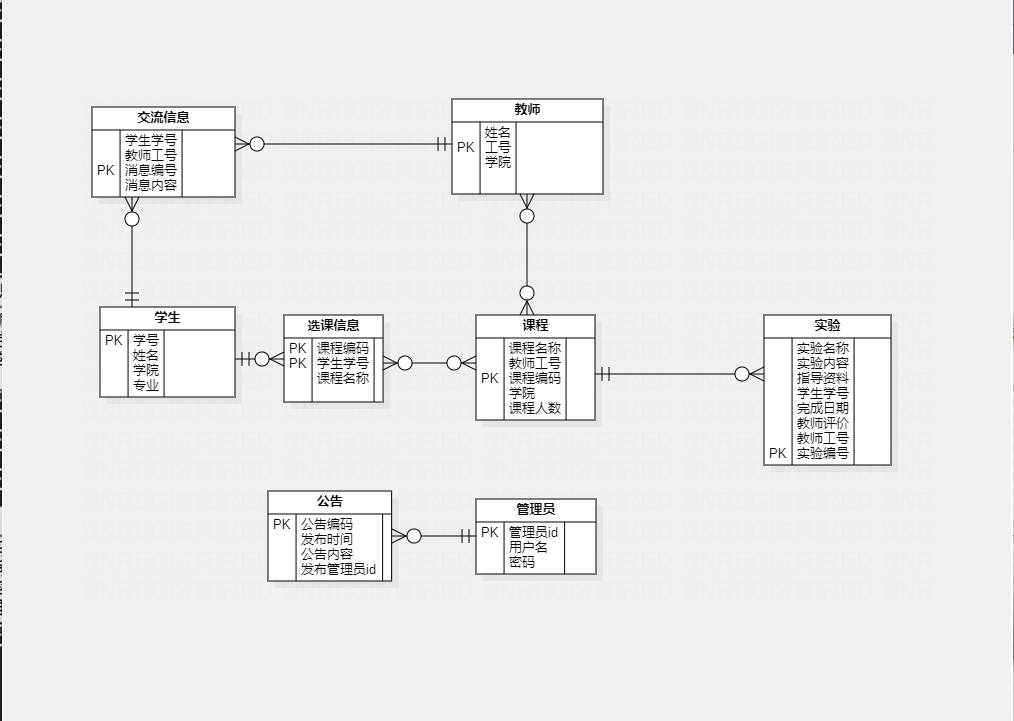 交流信息
学生学号
教师工号
PK 消息编号
消息内容
教师
姓名
PK 工号
学院
学生
PK 学号
姓名
学院
专业
选课信息
PK 课程编码
PK 学生学号
课程名称
课程
课程名称
教师工号
PK 课程编码
学院
课程人数
实验
实验名称
实验内容
指导资料
学生学号
完成日期
教师评价
教师工号
PK 实验编号
公告
PK 公告编码
发布时间
公告内容
发布管理员id
管理员
PK 管理员id
用户名
密码
UNREGISTERED